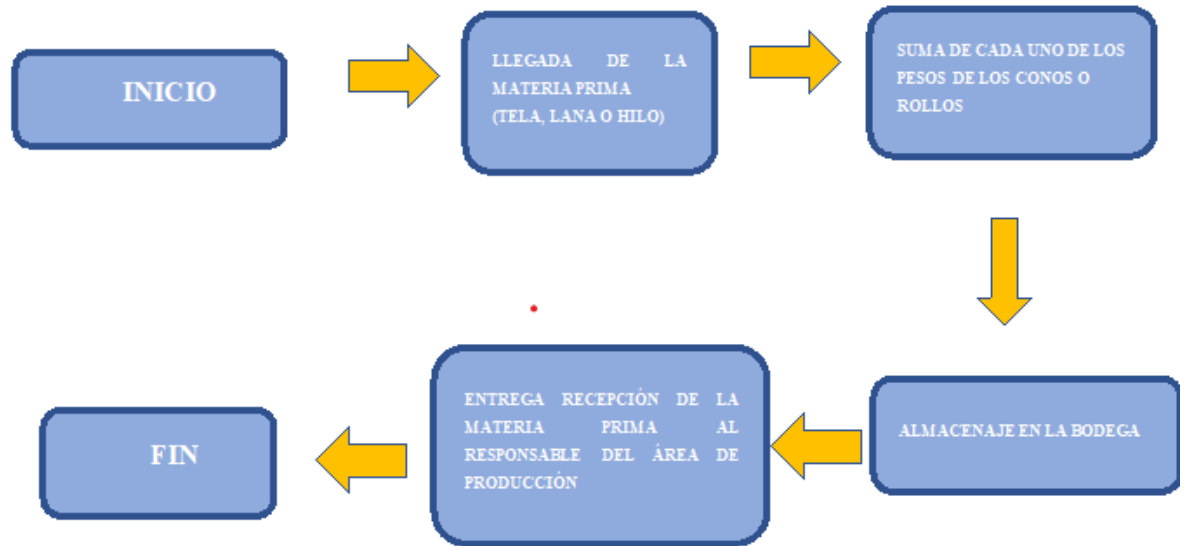 INICIO
LLEGADA DE LA
MATERIA PRIMA
(TELA, LANA O HILO)
SUMA DE CADA UNO DE LOS
PESOS DE LOS CONOS O
ROLLOS
ALMACENAJE EN LA BODEGA
ENTREGA RECEPCIÓN DE LA
MATERIA PRIMA AL
RESPONSABLE DEL ÁREA DE
PRODUCCIÓN
FIN